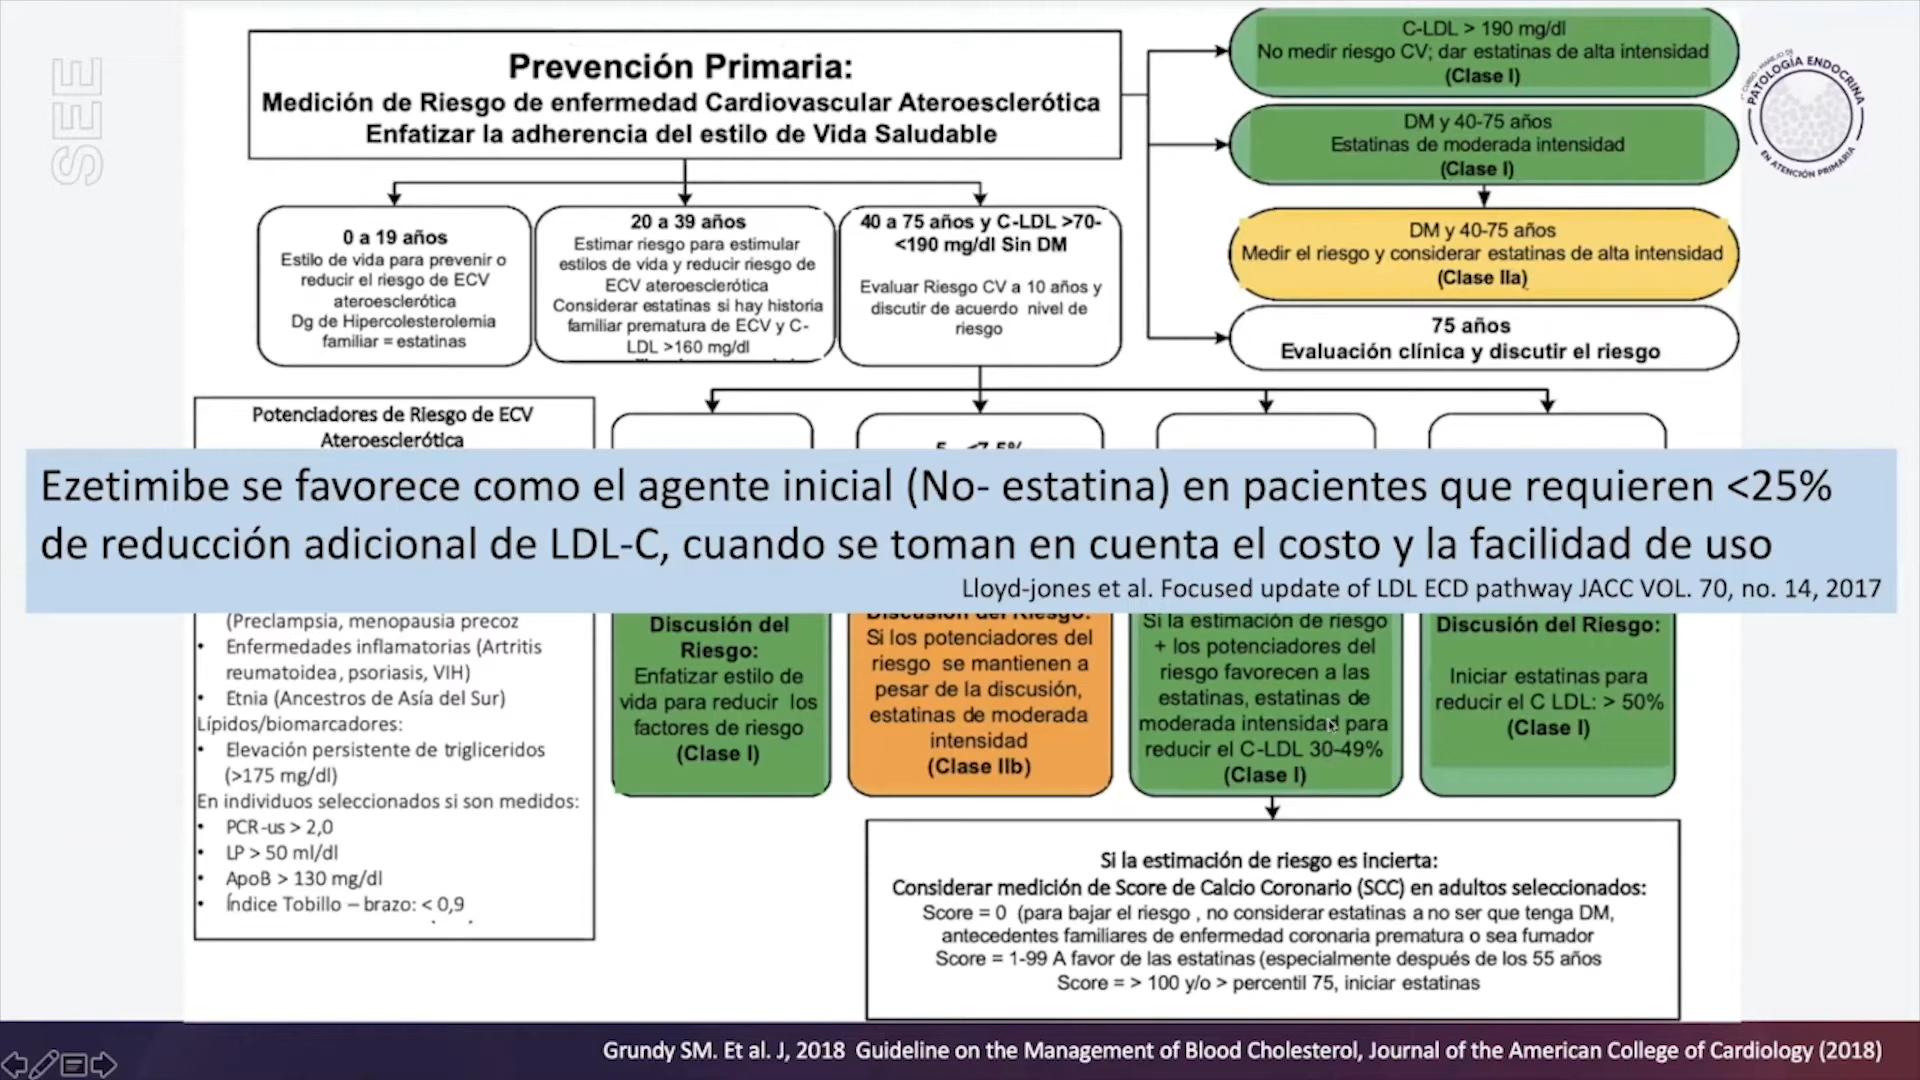 SEE
Prevención Primaria:
Medición de Riesgo de enfermedad Cardiovascular Ateroesclerótica
Enfatizar la adherencia del estilo de Vida Saludable
C-LDL > 190 mg/dl
No medir riesgo CV; dar estatinas de alta intensidad
(Clase I)
DM y 40-75 años
Estatinas de moderada intensidad
(Clase I)
DM y 40-75 años
Medir el riesgo y considerar estatinas de alta intensidad
(Clase IIa)
75 años
Evaluación clínica y discutir el riesgo
PATOLOGÍA ENDOCRINA
EN ATENCIÓN PRIMARIA
0 a 19 años
Estilo de vida para prevenir o
reducir el riesgo de ECV
ateroesclerótica
Dg de Hipercolesterolemia
familiar = estatinas
20 a 39 años
Estimar riesgo para estimular
estilos de vida y reducir riesgo de
ECV ateroesclerótica
Considerar estatinas si hay historia
familiar prematura de ECV y C-
LDL >160 mg/dl
40 a 75 años y C-LDL >70-
<190 mg/dl Sin DM
Evaluar Riesgo CV a 10 años y
discutir de acuerdo nivel de
riesgo
Potenciadores de Riesgo de ECV
Ateroesclerótica
Ezetimibe se favorece como el agente inicial (No- estatina) en pacientes que requieren <25%
de reducción adicional de LDL-C, cuando se toman en cuenta el costo y la facilidad de uso
Lloyd-jones et al. Focused update of LDL ECD pathway JACC VOL. 70, no. 14, 2017
(Preclampsia, menopausia precoz
• Enfermedades inflamatorias (Artritis
reumatoidea, psoriasis, VIH)
• Etnia (Ancestros de Asía del Sur)
Lípidos/biomarcadores:
• Elevación persistente de trigliceridos
(>175 mg/dl)
En individuos seleccionados si son medidos:
• PCR-us > 2,0
• LP > 50 ml/dl
• ApoB > 130 mg/dl
• Índice Tobillo – brazo: < 0,9
Discusión del
Riesgo:
Enfatizar estilo de
vida para reducir los
factores de riesgo
(Clase I)
Discusión del Riesgo:
Si los potenciadores del
riesgo se mantienen a
pesar de la discusión,
estatinas de moderada
intensidad
(Clase IIb)
Si la estimación de riesgo
+ los potenciadores del
riesgo favorecen a las
estatinas, estatinas de
moderada intensidad para
reducir el C-LDL 30-49%
(Clase I)
Discusión del Riesgo:
Iniciar estatinas para
reducir el C LDL: > 50%
(Clase I)
Si la estimación de riesgo es incierta:
Considerar medición de Score de Calcio Coronario (SCC) en adultos seleccionados:
Score = 0 (para bajar el riesgo , no considerar estatinas a no ser que tenga DM,
antecedentes familiares de enfermedad coronaria prematura o sea fumador
Score = 1-99 A favor de las estatinas (especialmente después de los 55 años
Score = > 100 y/o > percentil 75, iniciar estatinas
Grundy SM. Et al. J, 2018 Guideline on the Management of Blood Cholesterol, Journal of the American College of Cardiology (2018)